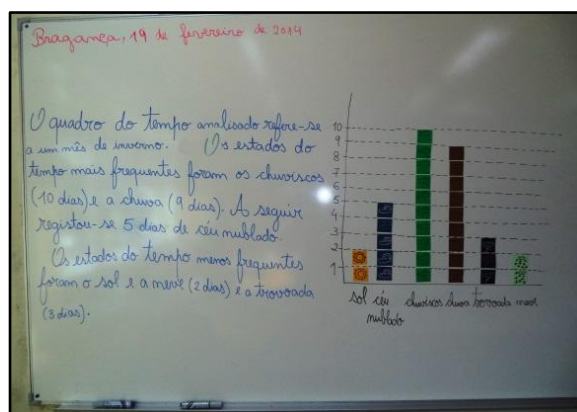 Bragança, 19 de fevereiro de 2014
O quadro do tempo analisado refere-se
a um mês de inverno. Os estados do
tempo mais frequentes foram os chuviscos
(10 dias) e a chuva (9 dias). A seguir
registou-se 5 dias de céu nublado.
Os estados do tempo menos frequentes
foram o sol e a neve (2 dias) e a trovoada
(3 dias).
10
9
8
7
6
5
4
3
2
1
sol céu nublado chuviscos chuva trovoada neve